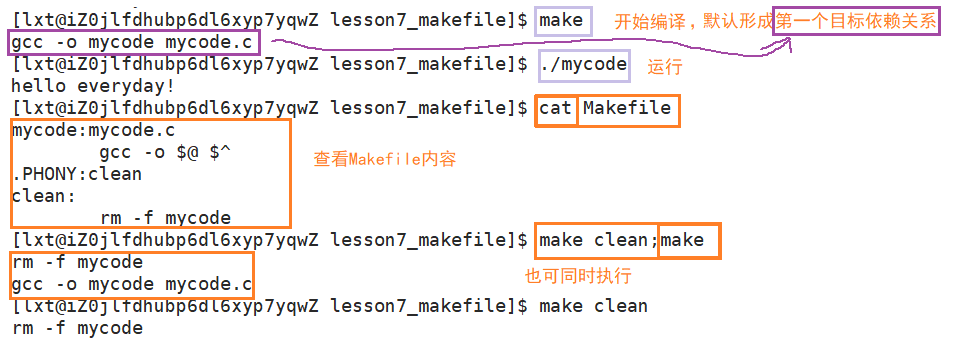 [lxt@iZ0jlfdhubp6dl6xyp7yqwZ lesson7_makefile]$ make 开始编译，默认形成第一个目标依赖关系
gcc -o mycode mycode.c
[lxt@iZ0jlfdhubp6dl6xyp7yqwZ lesson7_makefile]$ ./mycode 运行
hello everyday!
[lxt@iZ0jlfdhubp6dl6xyp7yqwZ lesson7_makefile]$ cat Makefile
mycode:mycode.c
gcc -o $@ $^
查看Makefile内容
.PHONY:clean
clean:
rm -f mycode
[lxt@iZ0jlfdhubp6dl6xyp7yqwZ lesson7_makefile]$ make clean;make
rm -f mycode
gcc -o mycode mycode.c
也可同时执行
[lxt@iZ0jlfdhubp6dl6xyp7yqwZ lesson7_makefile]$ make clean
rm -f mycode